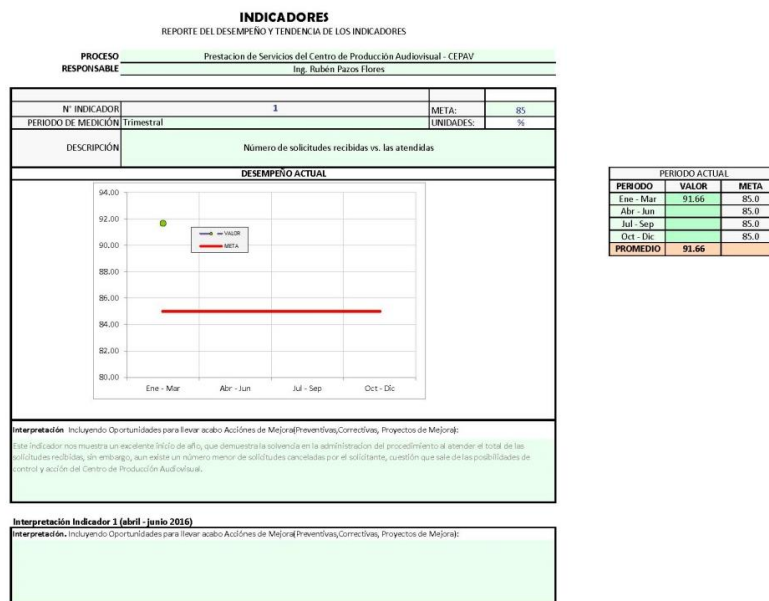 INDICADORES
REPORTE DEL DESEMPEÑO Y TENDENCIA DE LOS INDICADORES
PROCESO Prestacion de Servicios del Centro de Producción Audiovisual - CEPAV
RESPONSABLE Ing. Rubén Pazos Flores
N° INDICADOR 1 META: 85
PERIODO DE MEDICIÓN Trimestral UNIDADES: %
DESCRIPCIÓN Número de solicitudes recibidas vs. las atendidas
DESEMPEÑO ACTUAL
94.00
92.00
90.00
88.00
86.00
84.00
82.00
80.00
VALOR
META
Ene - Mar Abr - Jun Jul - Sep Oct - Dic
PERIODO ACTUAL
PERIODO VALOR META
Ene - Mar 91.66 85.0
Abr - Jun 85.0
Jul - Sep 85.0
Oct - Dic 85.0
PROMEDIO 91.66
Interpretación Incluyendo Oportunidades para llevar acabo Acciónes de Mejora(Preventivas,Correctivas, Proyectos de Mejora):
Este indicador nos muestra un excelente inicio de año, que demuestra la solvencia en la administracion del procedimiento al atender el total de las
solicitudes recibidas, sin embargo, aun existe un número menor de solicitudes canceladas por el solicitante, cuestión que sale de las posibilidades de
control y acción del Centro de Producción Audiovisual.
Interpretación Indicador 1 (abril - junio 2016)
Interpretación. Incluyendo Oportunidades para llevar acabo Acciónes de Mejora(Preventivas,Correctivas, Proyectos de Mejora):